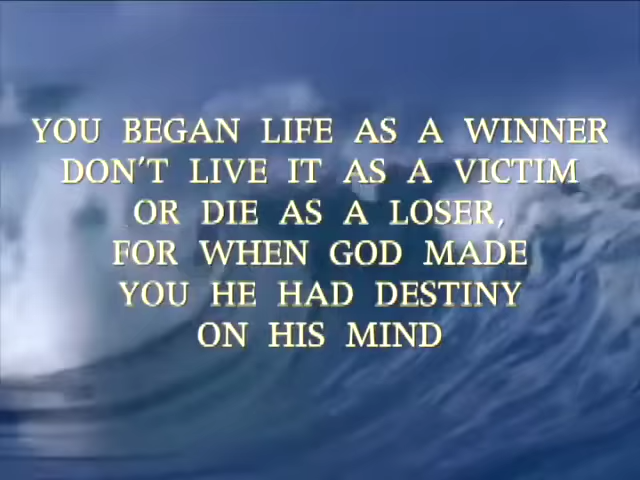 YOU BEGAN LIFE AS A WINNER
DON'T LIVE IT AS A VICTIM
OR DIE AS A LOSER,
FOR WHEN GOD MADE
YOU HE HAD DESTINY
ON HIS MIND